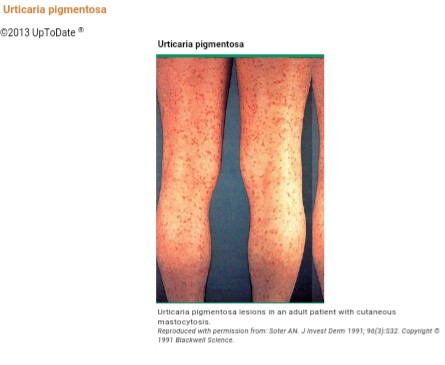 Urticaria pigmentosa
©2013 UpToDate ®
Urticaria pigmentosa
Urticaria pigmentosa lesions in an adult patient with cutaneous
mastocytosis.
Reproduced with permission from: Soter AN. J Invest Derm 1991; 96(3):S32. Copyright ©
1991 Blackwell Science.